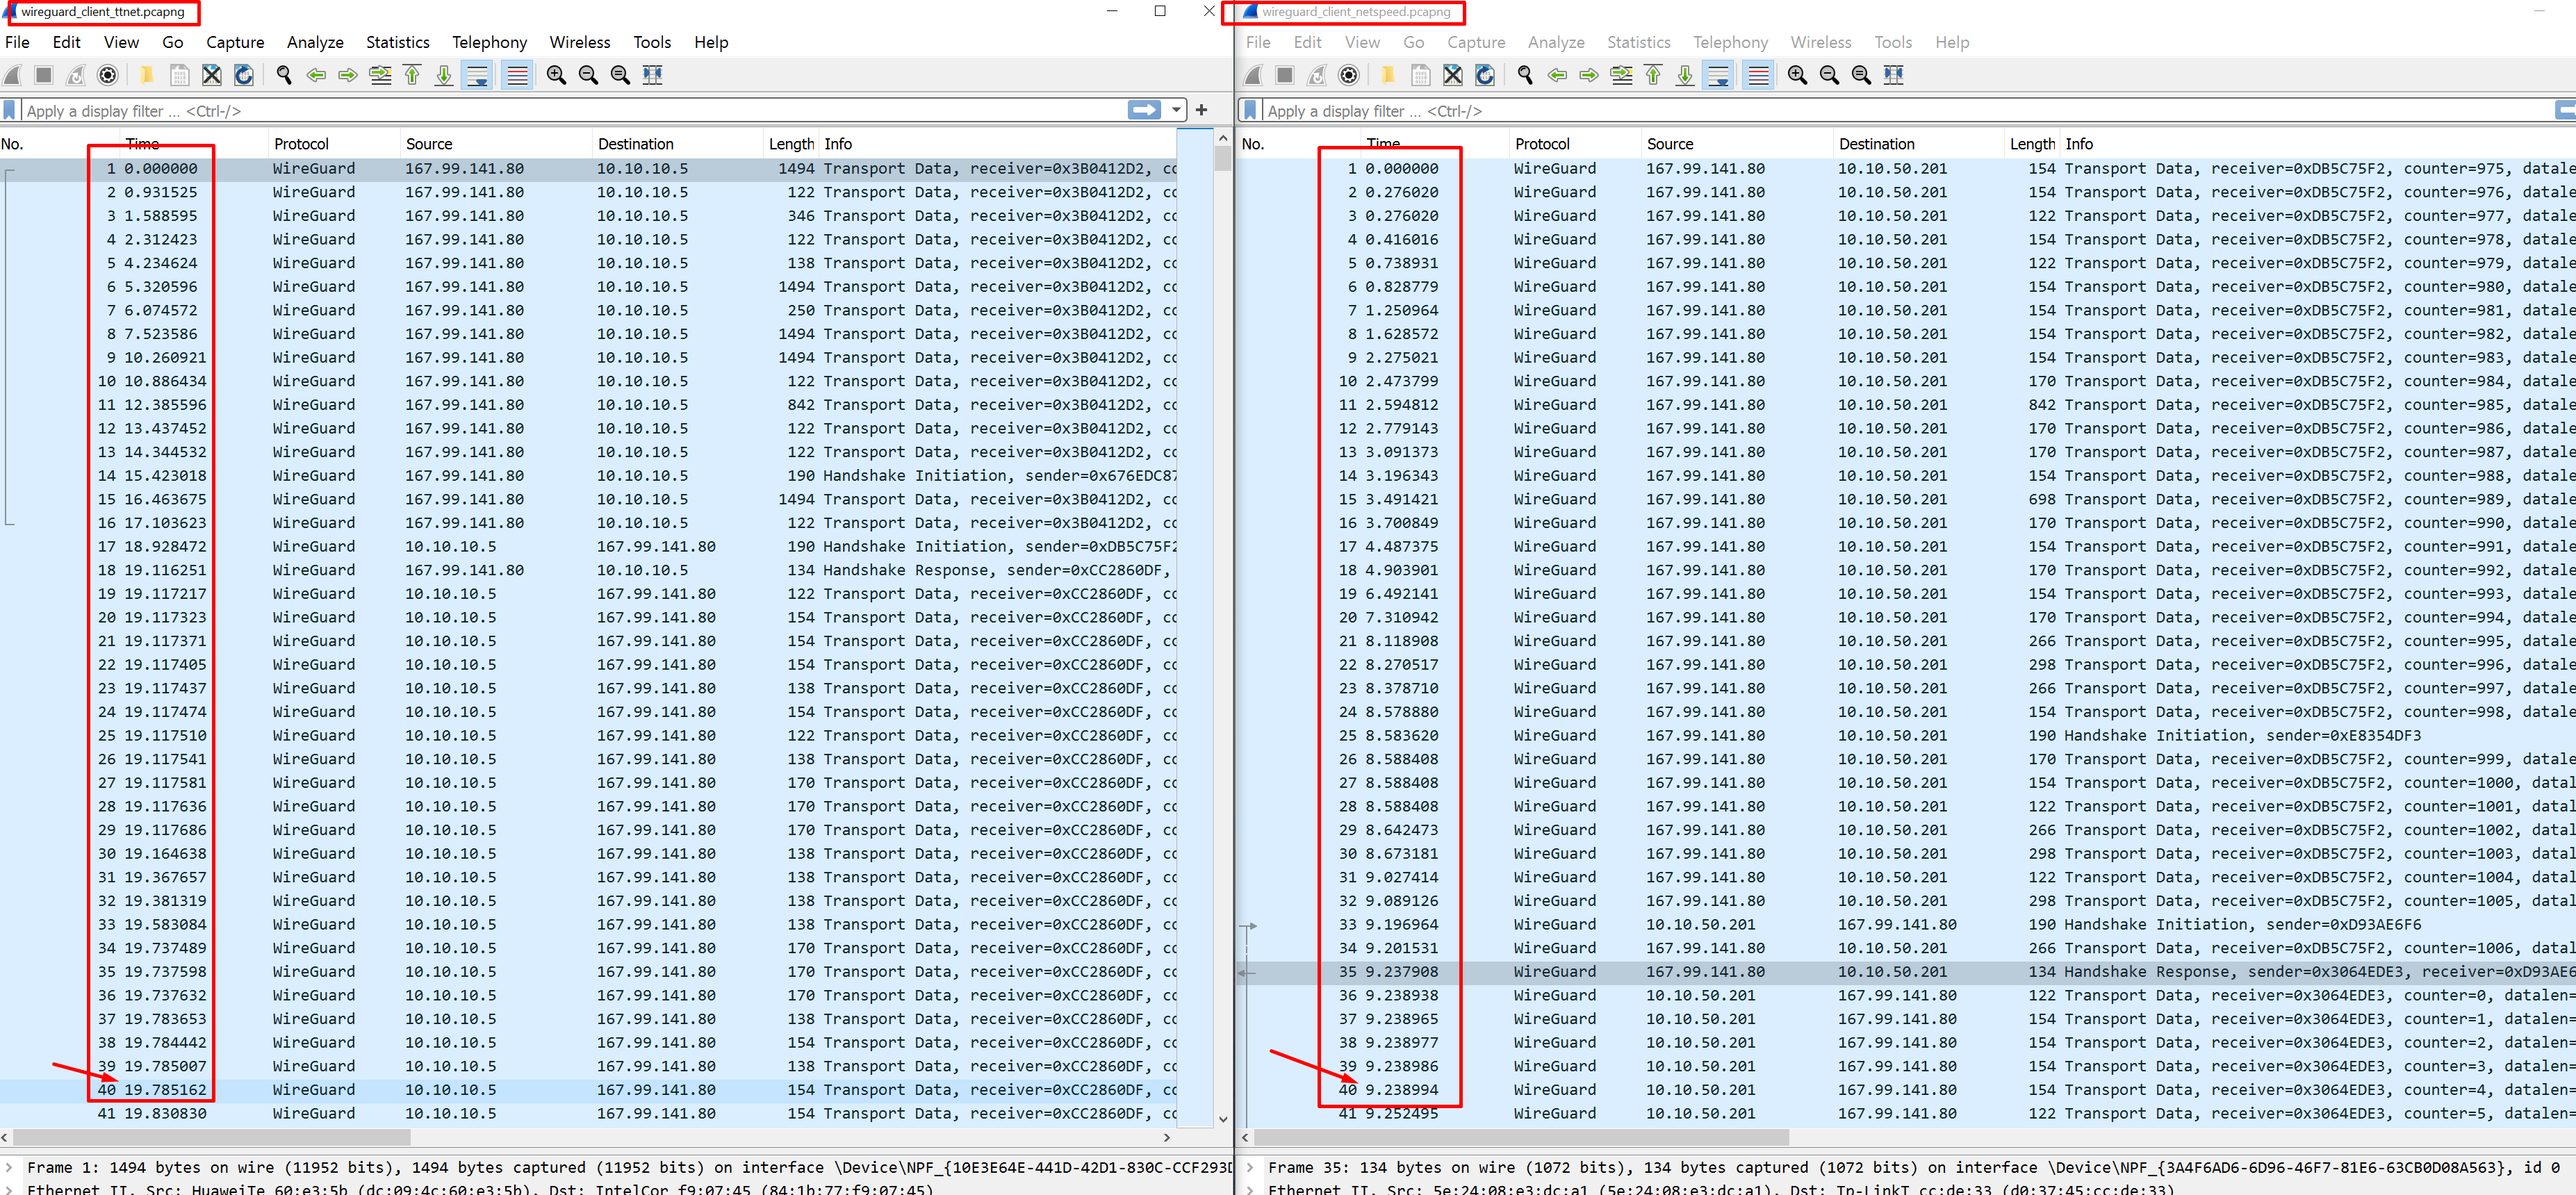 wireguard_client_ttnet.pcapng
File Edit View Go Capture Analyze Statistics Telephony Wireless Tools Help
Apply a display filter ... <Ctrl-/>
No. Time Protocol Source Destination Length Info
1 0.000000 WireGuard 167.99.141.80 10.10.10.5 1494 Transport Data, receiver=0x3B0412D2, cc
2 0.931525 WireGuard 167.99.141.80 10.10.10.5 122 Transport Data, receiver=0x3B0412D2, cc
3 1.588595 WireGuard 167.99.141.80 10.10.10.5 346 Transport Data, receiver=0x3B0412D2, cc
4 2.312423 WireGuard 167.99.141.80 10.10.10.5 122 Transport Data, receiver=0x3B0412D2, cc
5 4.234624 WireGuard 167.99.141.80 10.10.10.5 138 Transport Data, receiver=0x3B0412D2, cc
6 5.320596 WireGuard 167.99.141.80 10.10.10.5 1494 Transport Data, receiver=0x3B0412D2, cc
7 6.074572 WireGuard 167.99.141.80 10.10.10.5 250 Transport Data, receiver=0x3B0412D2, cc
8 7.523586 WireGuard 167.99.141.80 10.10.10.5 1494 Transport Data, receiver=0x3B0412D2, cc
9 10.260921 WireGuard 167.99.141.80 10.10.10.5 1494 Transport Data, receiver=0x3B0412D2, cc
10 10.886434 WireGuard 167.99.141.80 10.10.10.5 122 Transport Data, receiver=0x3B0412D2, cc
11 12.385596 WireGuard 167.99.141.80 10.10.10.5 842 Transport Data, receiver=0x3B0412D2, cc
12 13.437452 WireGuard 167.99.141.80 10.10.10.5 122 Transport Data, receiver=0x3B0412D2, cc
13 14.344532 WireGuard 167.99.141.80 10.10.10.5 122 Transport Data, receiver=0x3B0412D2, cc
14 15.423018 WireGuard 167.99.141.80 10.10.10.5 190 Handshake Initiation, sender=0x676EDC87
15 16.463675 WireGuard 167.99.141.80 10.10.10.5 1494 Transport Data, receiver=0x3B0412D2, cc
16 17.103623 WireGuard 167.99.141.80 10.10.10.5 122 Transport Data, receiver=0x3B0412D2, cc
17 18.928472 WireGuard 10.10.10.5 167.99.141.80 190 Handshake Initiation, sender=0xDB5C75F2
18 19.116251 WireGuard 167.99.141.80 10.10.10.5 134 Handshake Response, sender=0xCC2860DF,
19 19.117217 WireGuard 10.10.10.5 167.99.141.80 122 Transport Data, receiver=0xCC2860DF, cc
20 19.117323 WireGuard 10.10.10.5 167.99.141.80 154 Transport Data, receiver=0xCC2860DF, cc
21 19.117371 WireGuard 10.10.10.5 167.99.141.80 154 Transport Data, receiver=0xCC2860DF, cc
22 19.117405 WireGuard 10.10.10.5 167.99.141.80 154 Transport Data, receiver=0xCC2860DF, cc
23 19.117437 WireGuard 10.10.10.5 167.99.141.80 138 Transport Data, receiver=0xCC2860DF, cc
24 19.117474 WireGuard 10.10.10.5 167.99.141.80 154 Transport Data, receiver=0xCC2860DF, cc
25 19.117510 WireGuard 10.10.10.5 167.99.141.80 122 Transport Data, receiver=0xCC2860DF, cc
26 19.117541 WireGuard 10.10.10.5 167.99.141.80 138 Transport Data, receiver=0xCC2860DF, cc
27 19.117581 WireGuard 10.10.10.5 167.99.141.80 170 Transport Data, receiver=0xCC2860DF, cc
28 19.117636 WireGuard 10.10.10.5 167.99.141.80 170 Transport Data, receiver=0xCC2860DF, cc
29 19.117686 WireGuard 10.10.10.5 167.99.141.80 170 Transport Data, receiver=0xCC2860DF, cc
30 19.164638 WireGuard 10.10.10.5 167.99.141.80 138 Transport Data, receiver=0xCC2860DF, cc
31 19.367657 WireGuard 10.10.10.5 167.99.141.80 138 Transport Data, receiver=0xCC2860DF, cc
32 19.381319 WireGuard 10.10.10.5 167.99.141.80 138 Transport Data, receiver=0xCC2860DF, cc
33 19.583084 WireGuard 10.10.10.5 167.99.141.80 138 Transport Data, receiver=0xCC2860DF, cc
34 19.737489 WireGuard 10.10.10.5 167.99.141.80 170 Transport Data, receiver=0xCC2860DF, cc
35 19.737598 WireGuard 10.10.10.5 167.99.141.80 170 Transport Data, receiver=0xCC2860DF, cc
36 19.737632 WireGuard 10.10.10.5 167.99.141.80 170 Transport Data, receiver=0xCC2860DF, cc
37 19.783653 WireGuard 10.10.10.5 167.99.141.80 138 Transport Data, receiver=0xCC2860DF, cc
38 19.784442 WireGuard 10.10.10.5 167.99.141.80 154 Transport Data, receiver=0xCC2860DF, cc
39 19.785007 WireGuard 10.10.10.5 167.99.141.80 138 Transport Data, receiver=0xCC2860DF, cc
40 19.785162 WireGuard 10.10.10.5 167.99.141.80 154 Transport Data, receiver=0xCC2860DF, cc
41 19.830830 WireGuard 10.10.10.5 167.99.141.80 154 Transport Data, receiver=0xCC2860DF, cc
Frame 1: 1494 bytes on wire (11952 bits), 1494 bytes captured (11952 bits) on interface \Device\NPF_{10E3E64E-441D-42D1-830C-CCF293D
Ethernet II, Src: HuaweiTe_60:e3:5b (dc:09:4c:60:e3:5b), Dst: IntelCor_f9:07:45 (84:1b:77:f9:07:45)
wireguard_client_netspeed.pcapng
File Edit View Go Capture Analyze Statistics Telephony Wireless Tools Help
Apply a display filter ... <Ctrl-/>
No. Time Protocol Source Destination Length Info
1 0.000000 WireGuard 167.99.141.80 10.10.50.201 154 Transport Data, receiver=0xDB5C75F2, counter=975, datale
2 0.276020 WireGuard 167.99.141.80 10.10.50.201 154 Transport Data, receiver=0xDB5C75F2, counter=976, datale
3 0.276020 WireGuard 167.99.141.80 10.10.50.201 122 Transport Data, receiver=0xDB5C75F2, counter=977, datale
4 0.416016 WireGuard 167.99.141.80 10.10.50.201 154 Transport Data, receiver=0xDB5C75F2, counter=978, datale
5 0.738931 WireGuard 167.99.141.80 10.10.50.201 122 Transport Data, receiver=0xDB5C75F2, counter=979, datale
6 0.828779 WireGuard 167.99.141.80 10.10.50.201 154 Transport Data, receiver=0xDB5C75F2, counter=980, datale
7 1.250964 WireGuard 167.99.141.80 10.10.50.201 154 Transport Data, receiver=0xDB5C75F2, counter=981, datale
8 1.628572 WireGuard 167.99.141.80 10.10.50.201 154 Transport Data, receiver=0xDB5C75F2, counter=982, datale
9 2.275021 WireGuard 167.99.141.80 10.10.50.201 154 Transport Data, receiver=0xDB5C75F2, counter=983, datale
10 2.473799 WireGuard 167.99.141.80 10.10.50.201 170 Transport Data, receiver=0xDB5C75F2, counter=984, datale
11 2.594812 WireGuard 167.99.141.80 10.10.50.201 842 Transport Data, receiver=0xDB5C75F2, counter=985, datale
12 2.779143 WireGuard 167.99.141.80 10.10.50.201 170 Transport Data, receiver=0xDB5C75F2, counter=986, datale
13 3.091373 WireGuard 167.99.141.80 10.10.50.201 170 Transport Data, receiver=0xDB5C75F2, counter=987, datale
14 3.196343 WireGuard 167.99.141.80 10.10.50.201 154 Transport Data, receiver=0xDB5C75F2, counter=988, datale
15 3.491421 WireGuard 167.99.141.80 10.10.50.201 698 Transport Data, receiver=0xDB5C75F2, counter=989, datale
16 3.700849 WireGuard 167.99.141.80 10.10.50.201 170 Transport Data, receiver=0xDB5C75F2, counter=990, datale
17 4.487375 WireGuard 167.99.141.80 10.10.50.201 154 Transport Data, receiver=0xDB5C75F2, counter=991, datale
18 4.903901 WireGuard 167.99.141.80 10.10.50.201 170 Transport Data, receiver=0xDB5C75F2, counter=992, datale
19 6.492141 WireGuard 167.99.141.80 10.10.50.201 154 Transport Data, receiver=0xDB5C75F2, counter=993, datale
20 7.310942 WireGuard 167.99.141.80 10.10.50.201 170 Transport Data, receiver=0xDB5C75F2, counter=994, datale
21 8.118908 WireGuard 167.99.141.80 10.10.50.201 266 Transport Data, receiver=0xDB5C75F2, counter=995, datale
22 8.270517 WireGuard 167.99.141.80 10.10.50.201 298 Transport Data, receiver=0xDB5C75F2, counter=996, datale
23 8.378710 WireGuard 167.99.141.80 10.10.50.201 266 Transport Data, receiver=0xDB5C75F2, counter=997, datale
24 8.578880 WireGuard 167.99.141.80 10.10.50.201 154 Transport Data, receiver=0xDB5C75F2, counter=998, datale
25 8.583620 WireGuard 167.99.141.80 10.10.50.201 190 Handshake Initiation, sender=0xE8354DF3
26 8.588408 WireGuard 167.99.141.80 10.10.50.201 170 Transport Data, receiver=0xDB5C75F2, counter=999, datale
27 8.588408 WireGuard 167.99.141.80 10.10.50.201 154 Transport Data, receiver=0xDB5C75F2, counter=1000, datal
28 8.588408 WireGuard 167.99.141.80 10.10.50.201 122 Transport Data, receiver=0xDB5C75F2, counter=1001, datal
29 8.642473 WireGuard 167.99.141.80 10.10.50.201 266 Transport Data, receiver=0xDB5C75F2, counter=1002, datal
30 8.673181 WireGuard 167.99.141.80 10.10.50.201 298 Transport Data, receiver=0xDB5C75F2, counter=1003, datal
31 9.027414 WireGuard 167.99.141.80 10.10.50.201 122 Transport Data, receiver=0xDB5C75F2, counter=1004, datal
32 9.089126 WireGuard 167.99.141.80 10.10.50.201 298 Transport Data, receiver=0xDB5C75F2, counter=1005, datal
33 9.196964 WireGuard 10.10.50.201 167.99.141.80 190 Handshake Initiation, sender=0xD93AE6F6
34 9.201531 WireGuard 167.99.141.80 10.10.50.201 266 Transport Data, receiver=0xDB5C75F2, counter=1006, datal
35 9.237908 WireGuard 167.99.141.80 10.10.50.201 134 Handshake Response, sender=0x3064EDE3, receiver=0xD93AE6
36 9.238938 WireGuard 10.10.50.201 167.99.141.80 122 Transport Data, receiver=0x3064EDE3, counter=0, datalen=
37 9.238965 WireGuard 10.10.50.201 167.99.141.80 154 Transport Data, receiver=0x3064EDE3, counter=1, datalen=
38 9.238977 WireGuard 10.10.50.201 167.99.141.80 154 Transport Data, receiver=0x3064EDE3, counter=2, datalen=
39 9.238986 WireGuard 10.10.50.201 167.99.141.80 154 Transport Data, receiver=0x3064EDE3, counter=3, datalen=
40 9.238994 WireGuard 10.10.50.201 167.99.141.80 154 Transport Data, receiver=0x3064EDE3, counter=4, datalen=
41 9.252495 WireGuard 10.10.50.201 167.99.141.80 122 Transport Data, receiver=0x3064EDE3, counter=5, datalen=
Frame 35: 134 bytes on wire (1072 bits), 134 bytes captured (1072 bits) on interface \Device\NPF_{3A4F6AD6-6D96-46F7-81E6-63CB0D08A563}, id 0
Ethernet II, Src: 5e:24:08:e3:dc:a1 (5e:24:08:e3:dc:a1), Dst: Tp-LinkT_cc:de:33 (d0:37:45:cc:de:33)